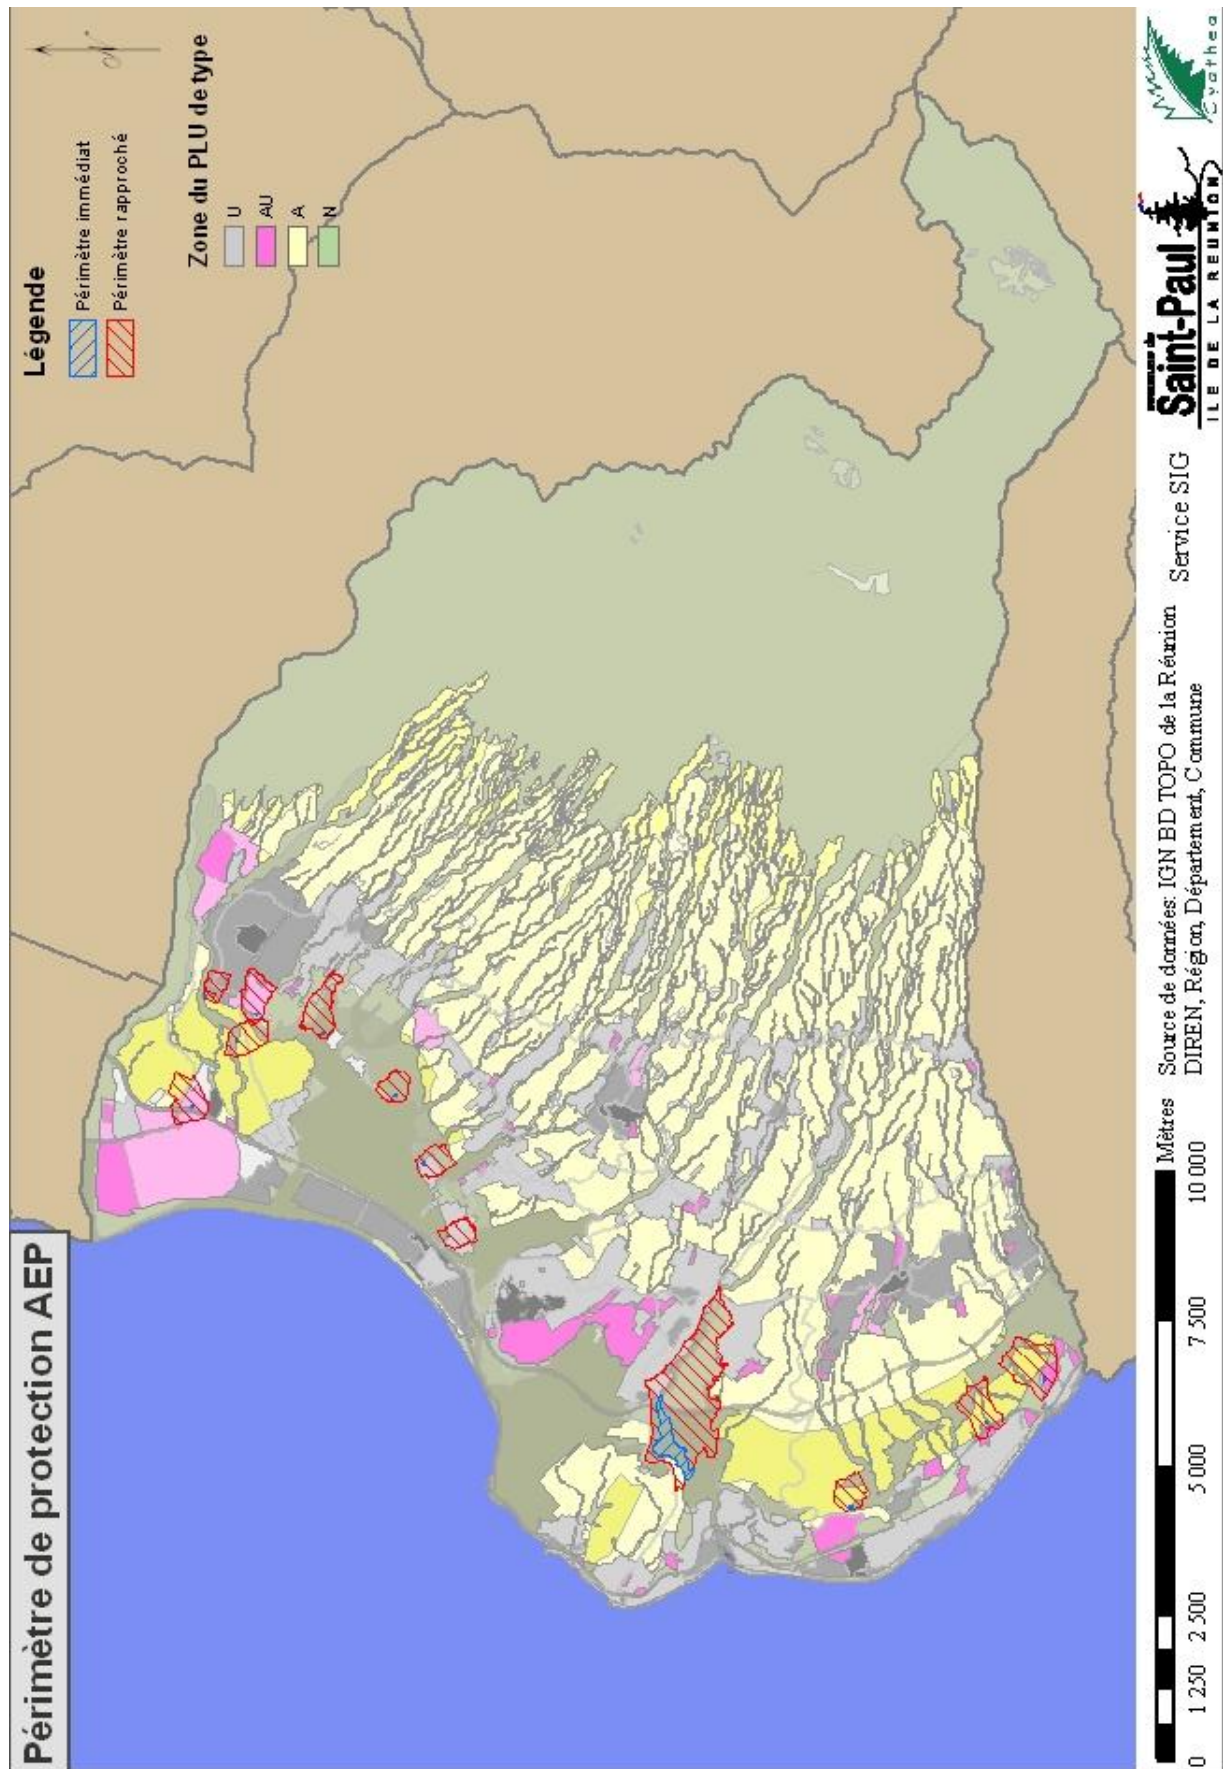 Périmètre de protection AEP
Légende
Périmètre immédiat
Périmètre rapproché
Zone du PLU de type
U
AU
A
N
N
0 1 250 2 500 5 000 7 500 10 000 Mètres
Source de données: IGN BD TOPO de la Réunion Service SIG
DIREN, Région, Département, Commune
Saint-Paul
ILE DE LA REUNION
Cyathea